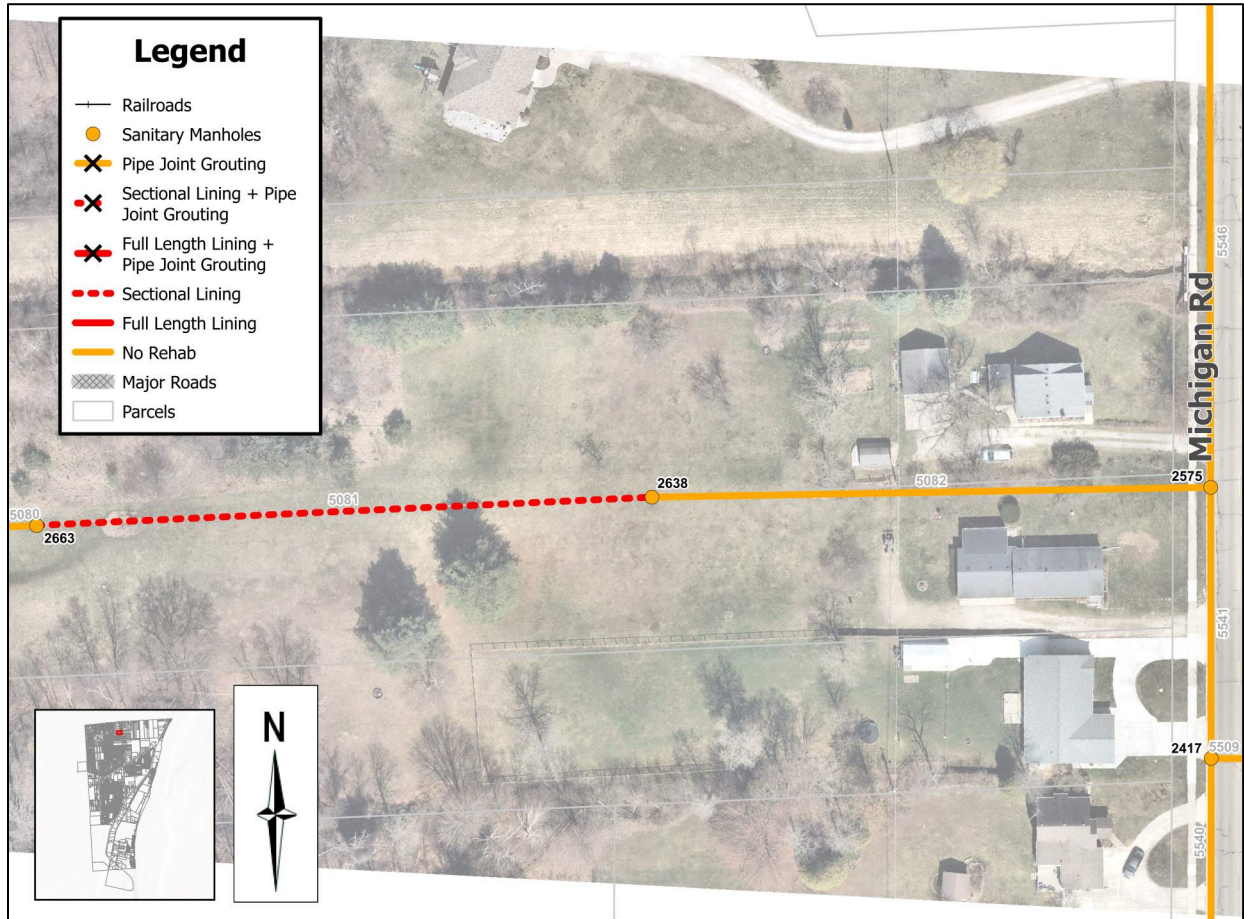 Legend
Railroads
Sanitary Manholes
Pipe Joint Grouting
Sectional Lining + Pipe
Joint Grouting
Full Length Lining +
Pipe Joint Grouting
Sectional Lining
Full Length Lining
No Rehab
Major Roads
Parcels
5546
Michigan Rd
2638
5082
2575
5081
5080
2663
5541
N
2417
5509
5540